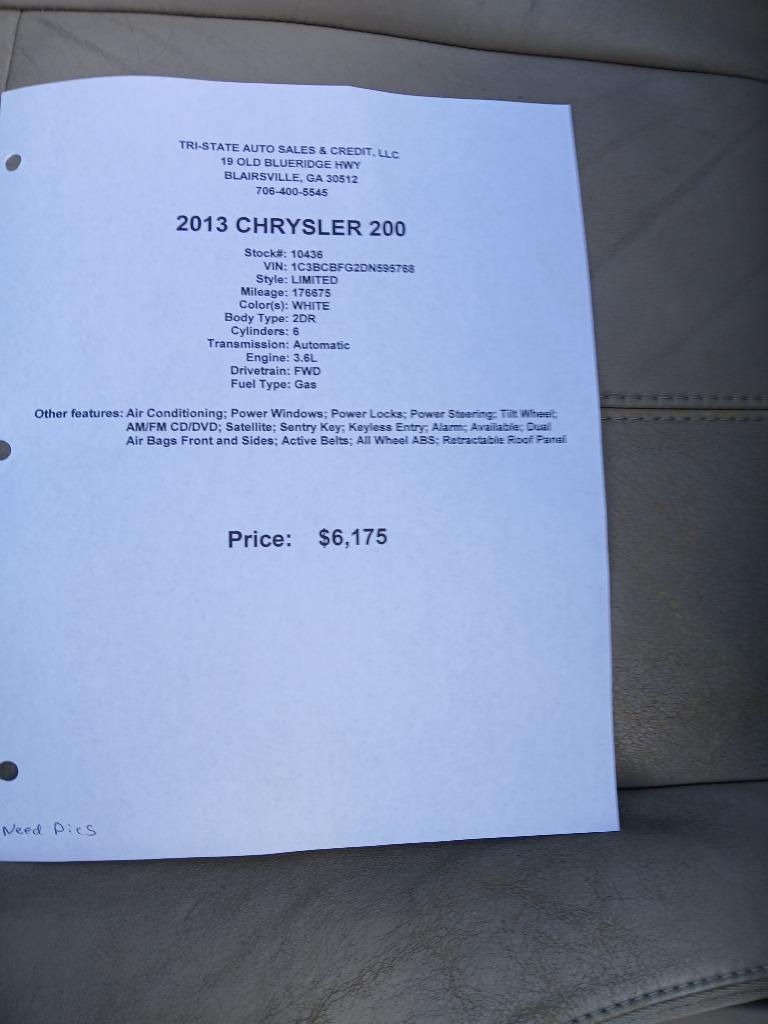 TRI-STATE AUTO SALES & CREDIT, LLC
19 OLD BLUERIDGE HWY
BLAIRSVILLE, GA 30512
706-400-5545
2013 CHRYSLER 200
Stock#: 10436
VIN: 1C3BCBFG2DN595768
Style: LIMITED
Mileage: 176675
Color(s): WHITE
Body Type: 2DR
Cylinders: 6
Transmission: Automatic
Engine: 3.6L
Drivetrain: FWD
Fuel Type: Gas
Other features: Air Conditioning; Power Windows; Power Locks; Power Steering; Tilt Wheel;
AM/FM CD/DVD; Satellite; Sentry Key; Keyless Entry; Alarm; Available; Dual
Air Bags Front and Sides; Active Belts; All Wheel ABS; Retractable Roof Panel
Price: $6,175
Need Pics